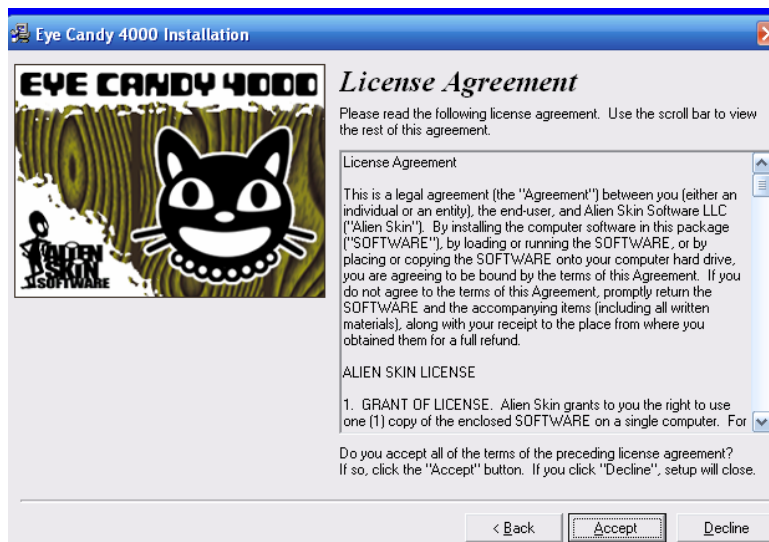 Eye Candy 4000 Installation
EYE CANDY 4000
ALIEN
SKIN
SOFTWARE
License Agreement
Please read the following license agreement. Use the scroll bar to view
the rest of this agreement.
License Agreement
This is a legal agreement (the "Agreement") between you (either an
individual or an entity), the end-user, and Alien Skin Software LLC
("Alien Skin"). By installing the computer software in this package
("SOFTWARE"), by loading or running the SOFTWARE, or by
placing or copying the SOFTWARE onto your computer hard drive,
you are agreeing to be bound by the terms of this Agreement. If you
do not agree to the terms of this Agreement, promptly return the
SOFTWARE and the accompanying items (including all written
materials), along with your receipt to the place from where you
obtained them for a full refund.
ALIEN SKIN LICENSE
1. GRANT OF LICENSE. Alien Skin grants to you the right to use
one (1) copy of the enclosed SOFTWARE on a single computer. For
Do you accept all of the terms of the preceding license agreement?
If so, click the "Accept" button. If you click "Decline", setup will close.
< Back
Accept
Decline